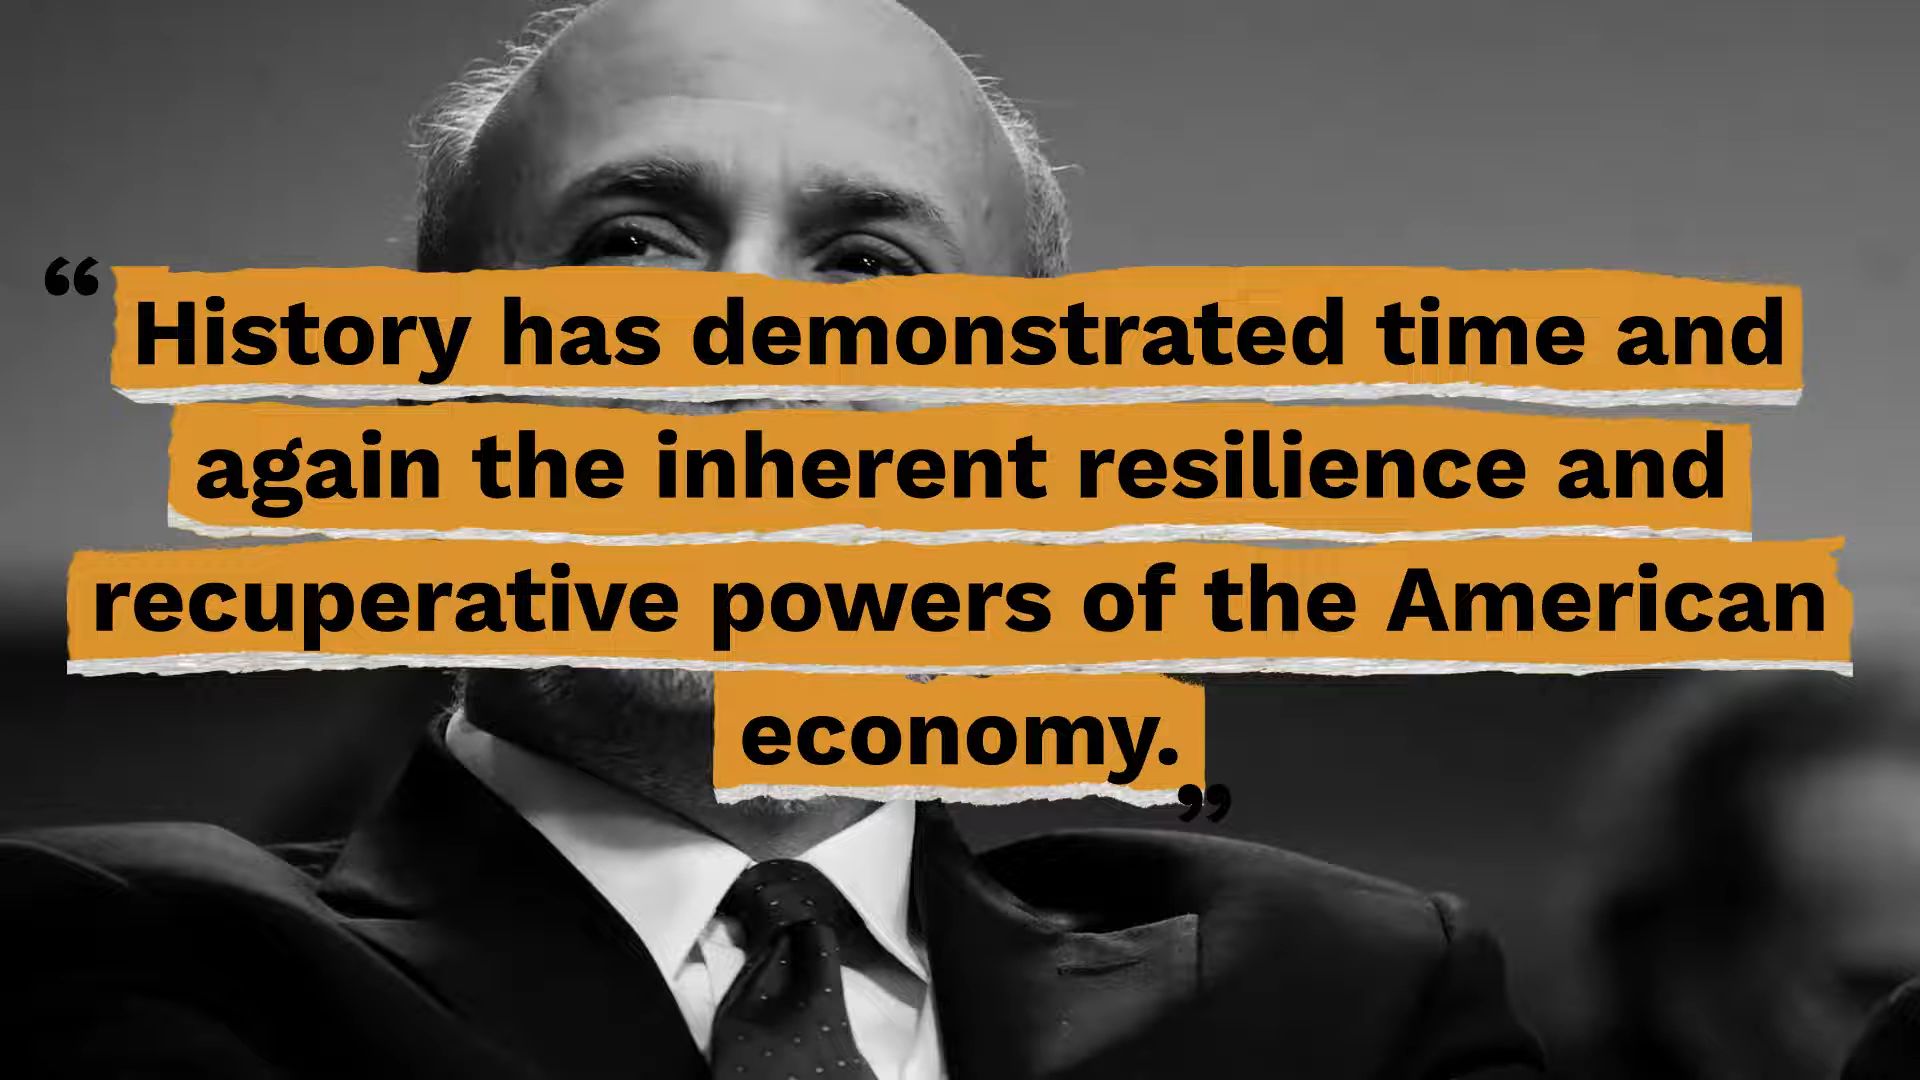 “History has demonstrated time and
again the inherent resilience and
recuperative powers of the American
economy.”